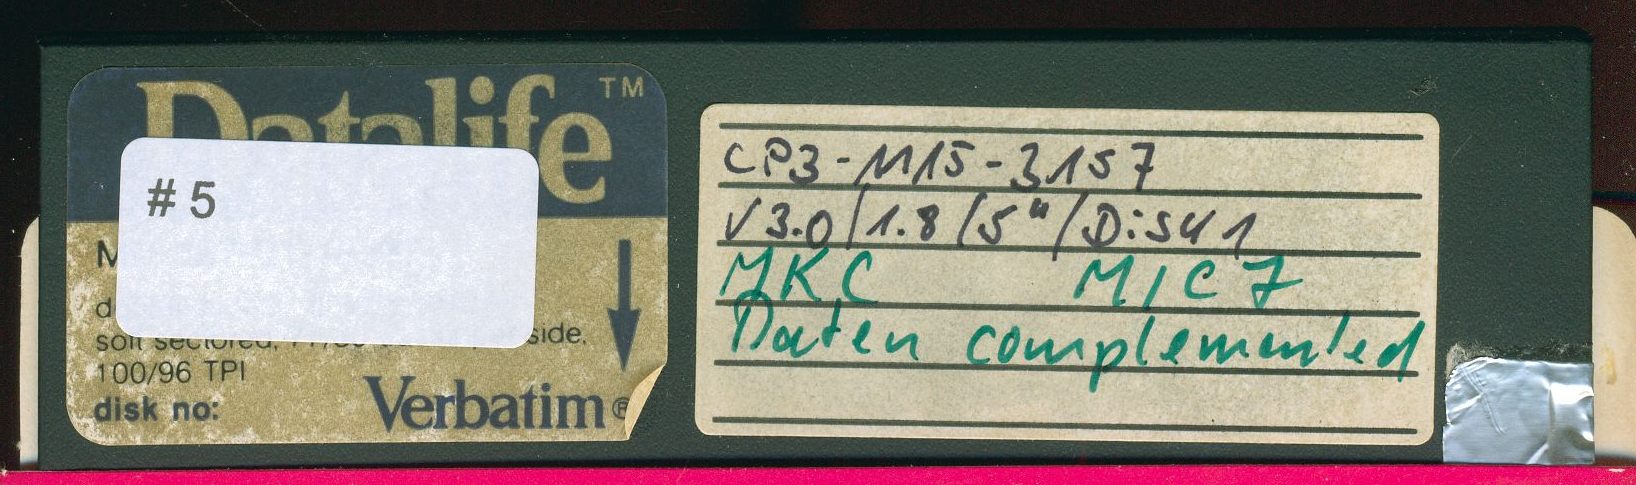 Datalife™
#5
soft sectored, side,
100/96 TPI
disk no:
Verbatim®
CP3-M15-3157
V3.0/1.8/5"/Disk1
MKC MIC7
Daten complemented